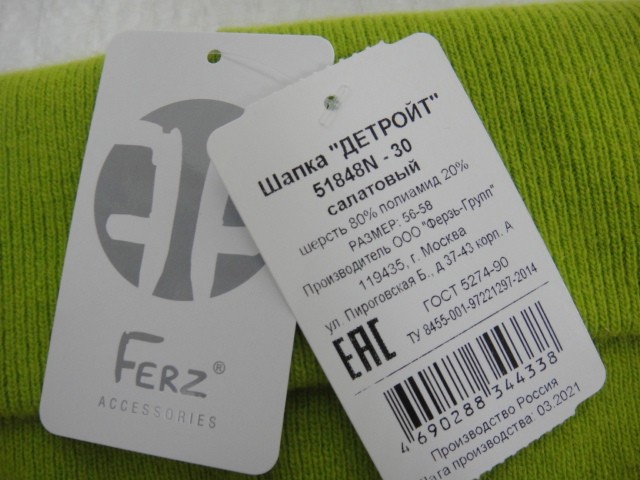 FERZ®
ACCESSORIES
Шапка "ДЕТРОЙТ"
51848N - 30
салатовый
шерсть 80% полиамид 20%
РАЗМЕР: 56-58
Производитель ООО "Ферзь-Групп"
119435, г. Москва
ул. Пироговская Б., д 37-43 корп. А
ГОСТ 5274-90
ТУ 8455-001-97221297-2014
EAC
4 690288 344338
Производство Россия
Дата производства: 03.2021